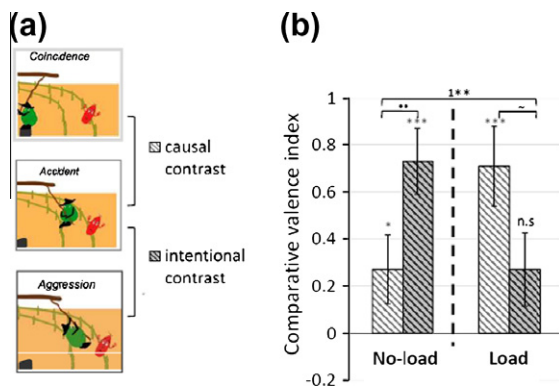 (a)
Coincidence
Accident
Aggression
causal
contrast
intentional
contrast
(b)
Comparative valence index
1
0.8
0.6
0.4
0.2
0
-0.2
1**
**
***
*
***
~
n.s
No-load
Load